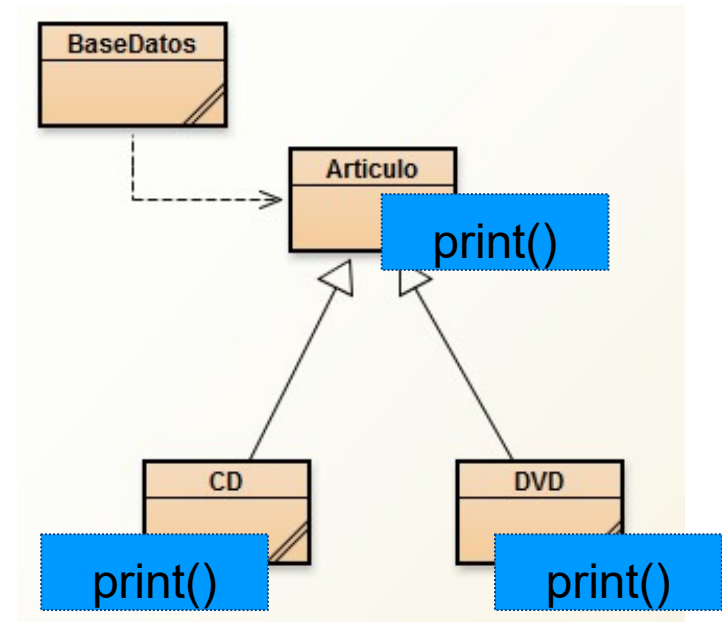 BaseDatos
Articulo
print()
CD
DVD
print()
print()